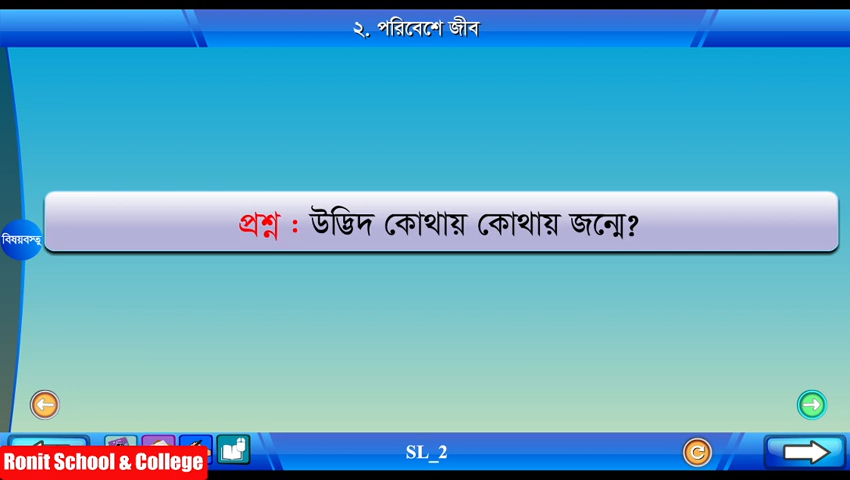 ২. পরিবেশে জীব
প্রশ্ন : উদ্ভিদ কোথায় কোথায় জন্মে?
বিষয়বস্তু
SL_2
Ronit School & College